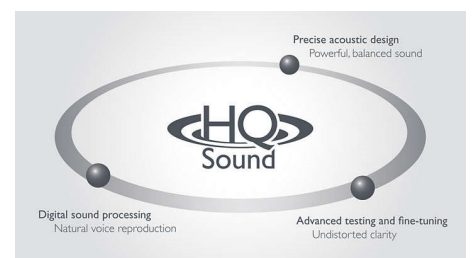 Precise acoustic design
Powerful, balanced sound
HQ
Sound
Digital sound processing
Natural voice reproduction
Advanced testing and fine-tuning
Undistorted clarity